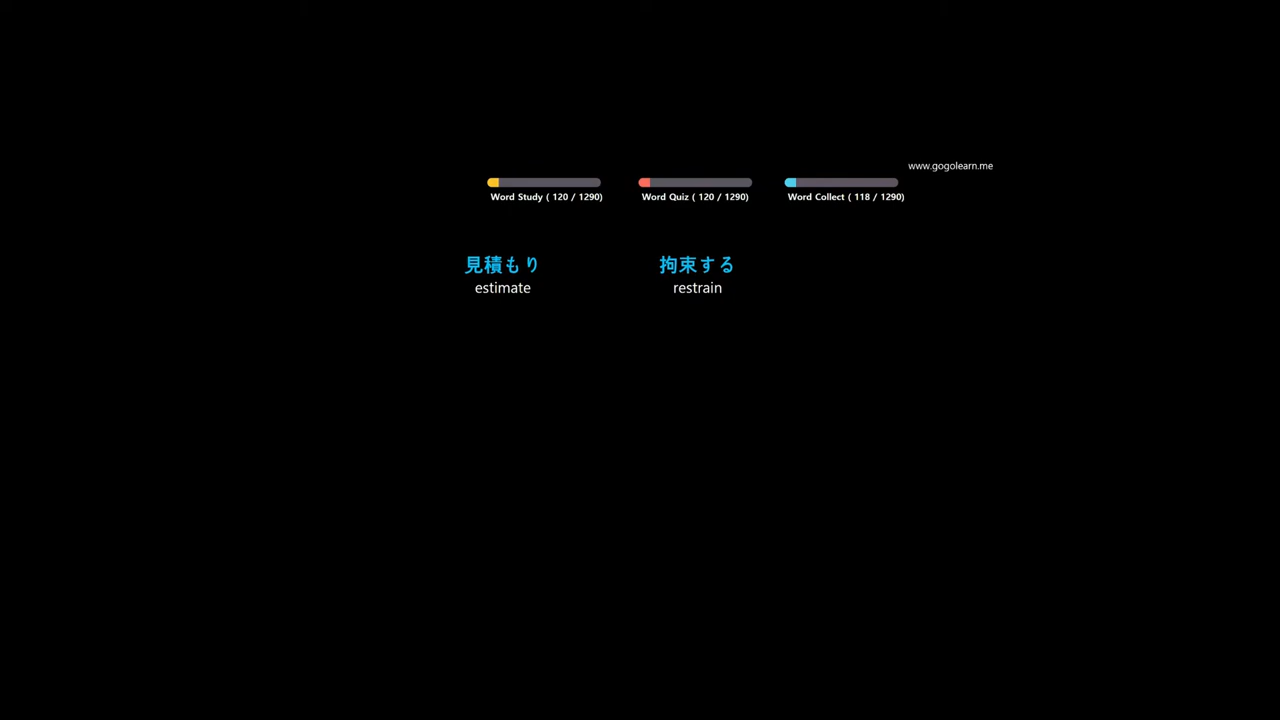 www.gogolearn.me
Word Study ( 120 / 1290)
Word Quiz ( 120 / 1290)
Word Collect ( 118 / 1290)
見積もり
estimate
拘束する
restrain